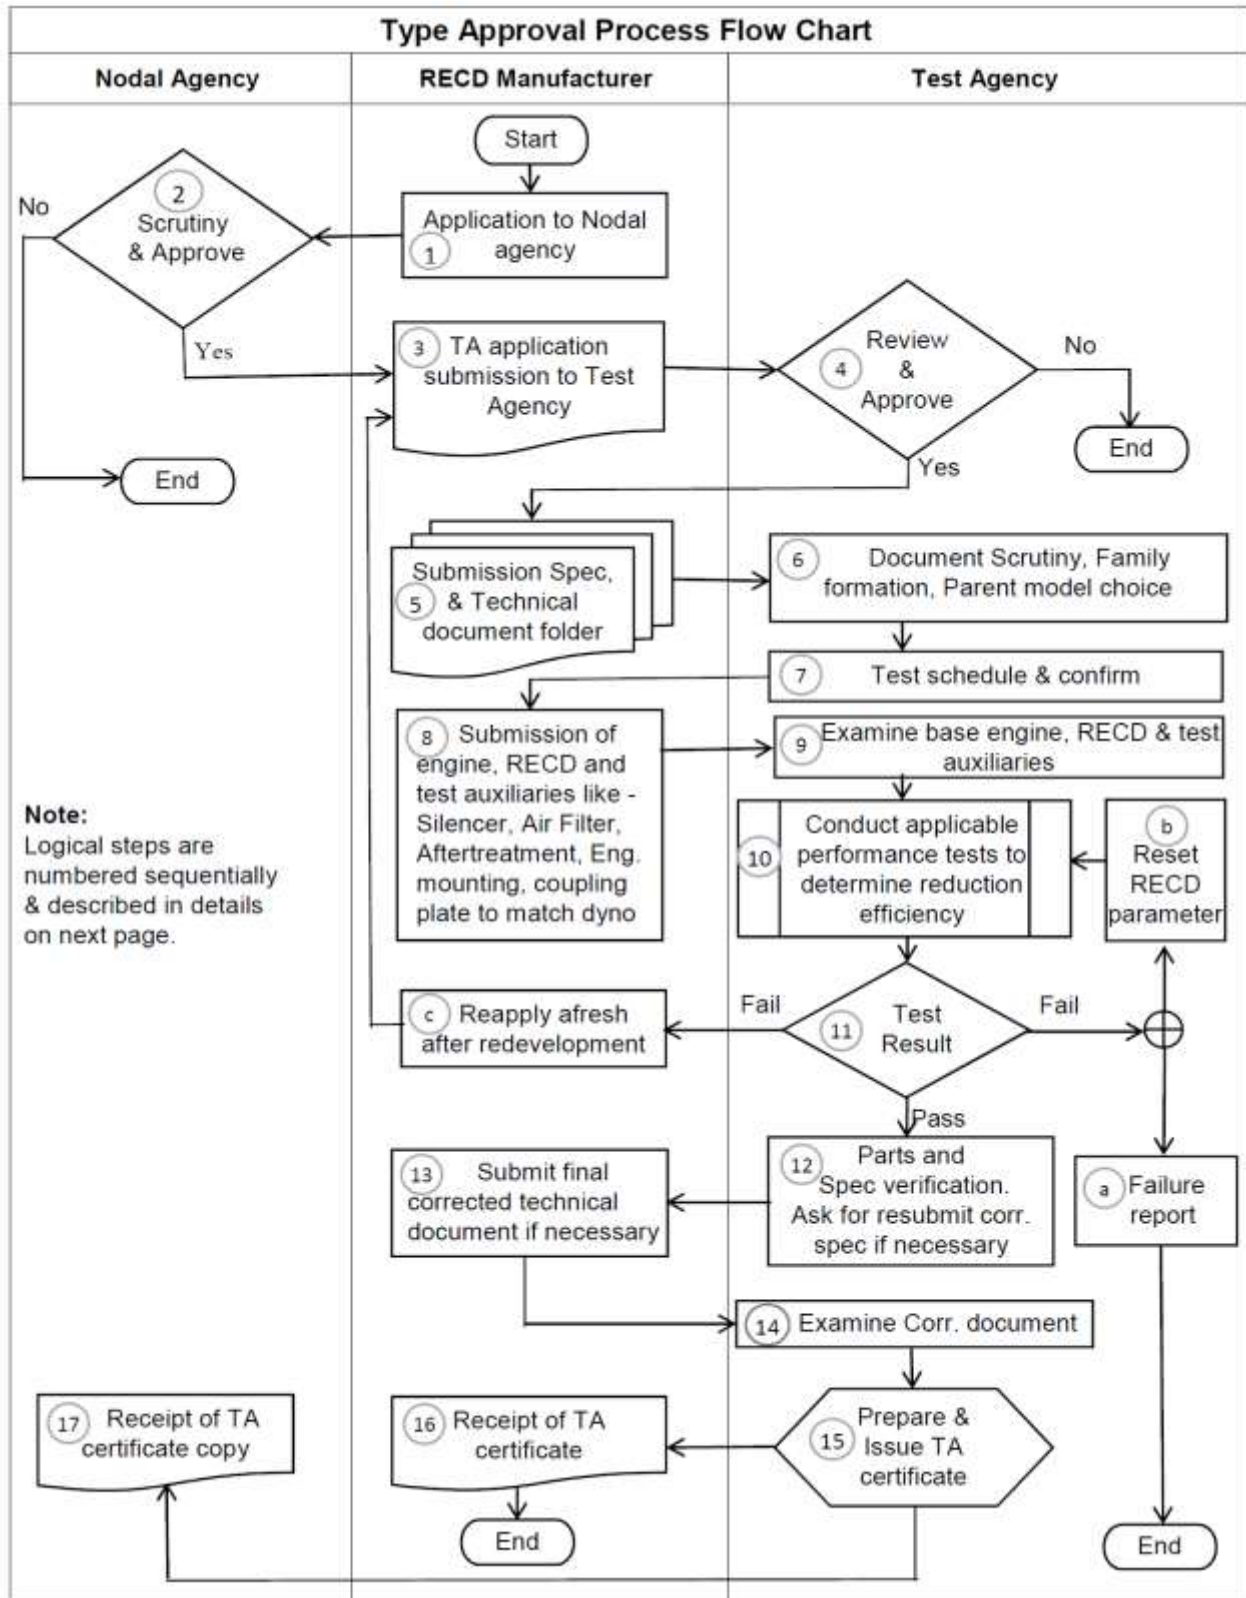 Type Approval Process Flow Chart
Nodal Agency
RECD Manufacturer
Test Agency
Start
2
Scrutiny
& Approve
No
Yes
Application to Nodal
1 agency
3 TA application
submission to Test
Agency
Review
4 &
Approve
No
End
Yes
End
Submission Spec,
5 & Technical
document folder
6 Document Scrutiny, Family
formation, Parent model choice
7 Test schedule & confirm
8 Submission of
engine, RECD and
test auxiliaries like -
Silencer, Air Filter,
Aftertreatment, Eng.
mounting, coupling
plate to match dyno
9 Examine base engine, RECD & test
auxiliaries
Note:
Logical steps are
numbered sequentially
& described in details
on next page.
Conduct applicable
10 performance tests to
determine reduction
efficiency
b
Reset
RECD
parameter
c Reapply afresh
after redevelopment
Fail
Test
11 Result
Fail
Pass
13 Submit final
corrected technical
document if necessary
12 Parts and
Spec verification.
Ask for resubmit corr.
spec if necessary
a Failure
report
14 Examine Corr. document
17 Receipt of TA
certificate copy
16 Receipt of TA
certificate
Prepare &
15 Issue TA
certificate
End
End